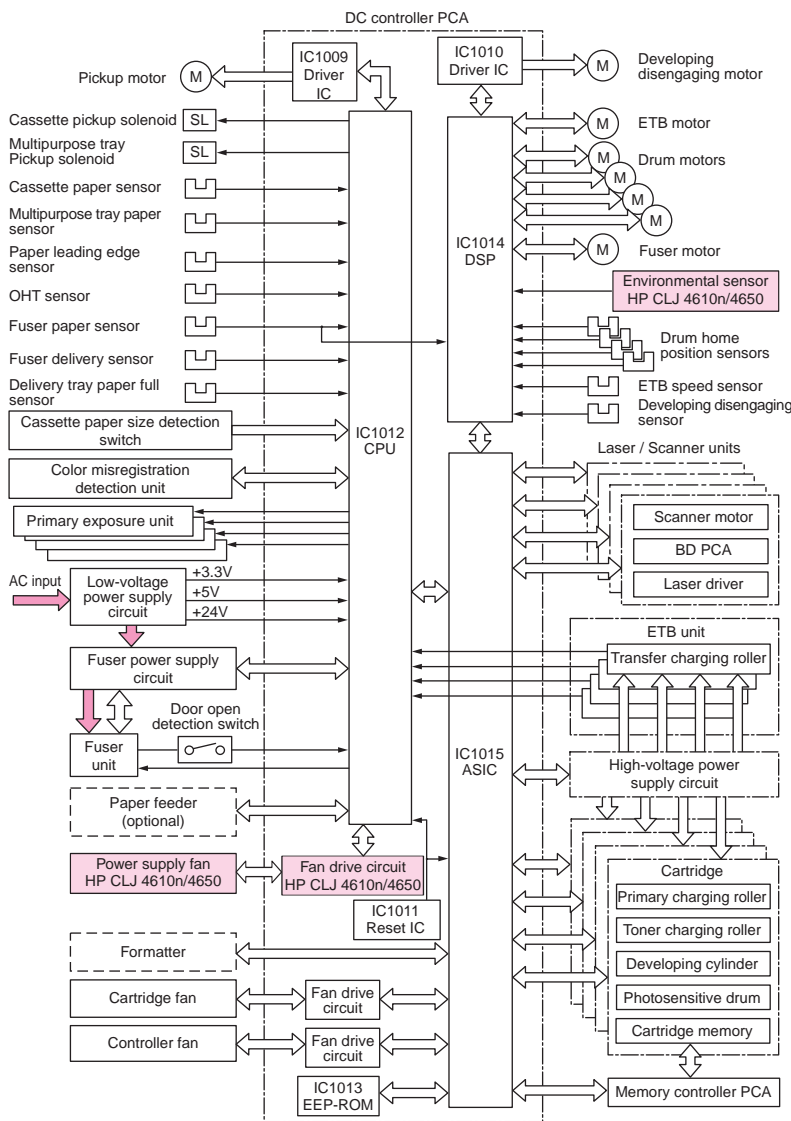 DC controller PCA
Pickup motor
M
IC1009
Driver
IC
IC1010
Driver IC
M
Developing
disengaging motor
Cassette pickup solenoid
SL
Multipurpose tray
Pickup solenoid
SL
Cassette paper sensor
Multipurpose tray paper
sensor
Paper leading edge
sensor
OHT sensor
Fuser paper sensor
Fuser delivery sensor
Delivery tray paper full
sensor
Cassette paper size detection
switch
Color misregistration
detection unit
Primary exposure unit
AC input
Low-voltage
power supply
circuit
+3.3V
+5V
+24V
Fuser power supply
circuit
Door open
detection switch
Fuser
unit
Paper feeder
(optional)
Power supply fan
HP CLJ 4610n/4650
Fan drive circuit
HP CLJ 4610n/4650
IC1011
Reset IC
Formatter
Cartridge fan
Fan drive
circuit
Controller fan
Fan drive
circuit
IC1013
EEP-ROM
IC1012
CPU
IC1014
DSP
IC1015
ASIC
M
ETB motor
M
Drum motors
M
M
M
M
Fuser motor
Environmental sensor
HP CLJ 4610n/4650
Drum home
position sensors
ETB speed sensor
Developing disengaging
sensor
Laser / Scanner units
Scanner motor
BD PCA
Laser driver
ETB unit
Transfer charging roller
High-voltage power
supply circuit
Cartridge
Primary charging roller
Toner charging roller
Developing cylinder
Photosensitive drum
Cartridge memory
Memory controller PCA